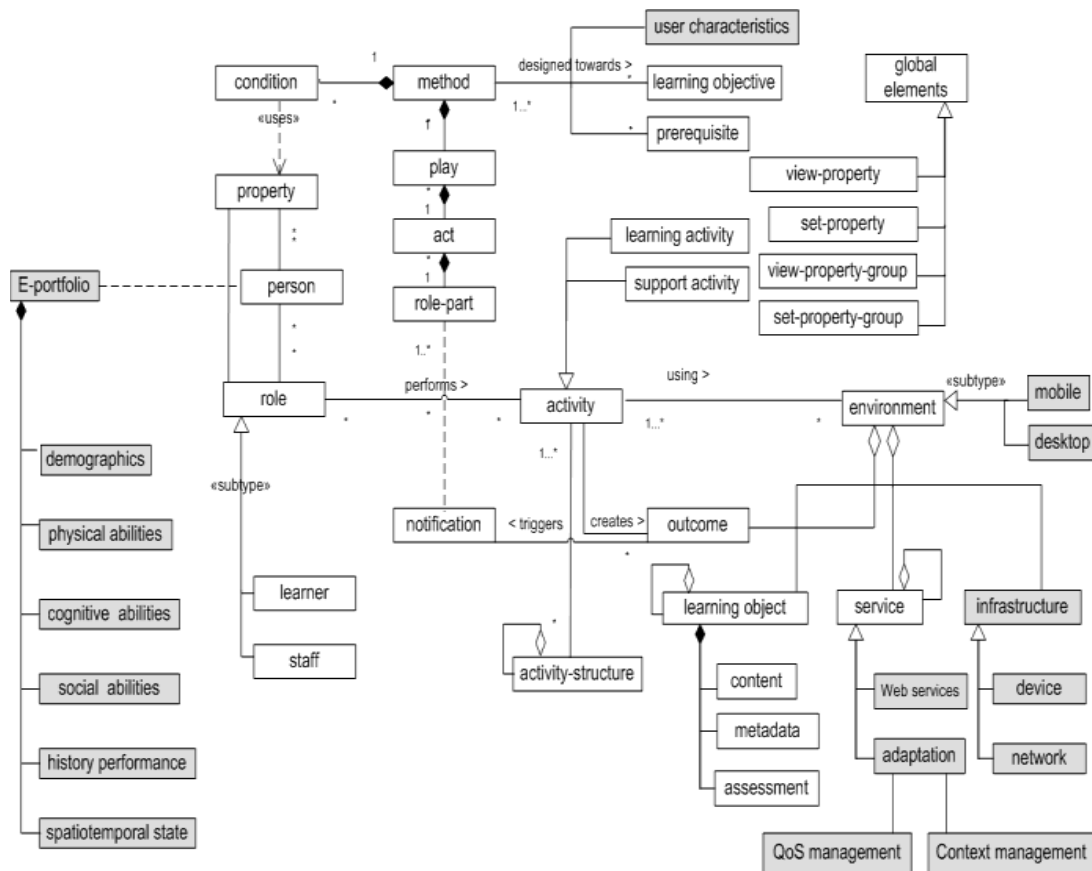 user characteristics
1
condition
method
designed towards >
*
learning objective
global
elements
*
1...*
«uses»
*
prerequisite
1
play
view-property
property
*
1
set-property
act
learning activity
*
*
*
1
view-property-group
E-portfolio
person
support activity
role-part
set-property-group
*
*
1..*
performs >
using >
«subtype»
mobile
role
activity
environment
*
*
*
1...*
*
desktop
1...*
demographics
«subtype»
physical abilities
notification
< triggers
creates >
outcome
*
cognitive abilities
learner
learning object
service
infrastructure
*
staff
activity-structure
social abilities
content
Web services
device
metadata
history performance
adaptation
network
assessment
spatiotemporal state
QoS management
Context management